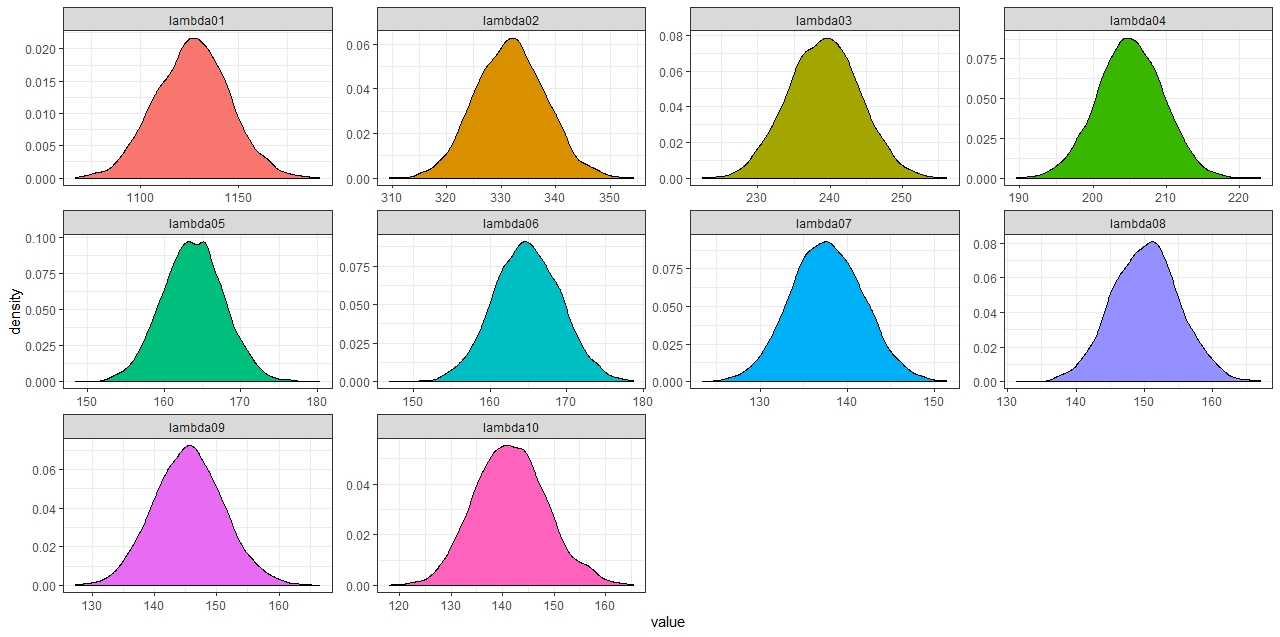 lambda01 lambda02 lambda03 lambda04
0.020 0.015 0.010 0.005 0.000
0.06 0.04 0.02 0.00
0.08 0.06 0.04 0.02 0.00
0.075 0.050 0.025 0.000
1100 1150
310 320 330 340 350
230 240 250
190 200 210 220
lambda05 lambda06 lambda07 lambda08
0.100 0.075 0.050 0.025 0.000
0.075 0.050 0.025 0.000
0.075 0.050 0.025 0.000
0.08 0.06 0.04 0.02 0.00
150 160 170 180
150 160 170 180
130 140 150
130 140 150 160
density
lambda09 lambda10
0.06 0.04 0.02 0.00
0.04 0.02 0.00
130 140 150 160
120 130 140 150 160
value